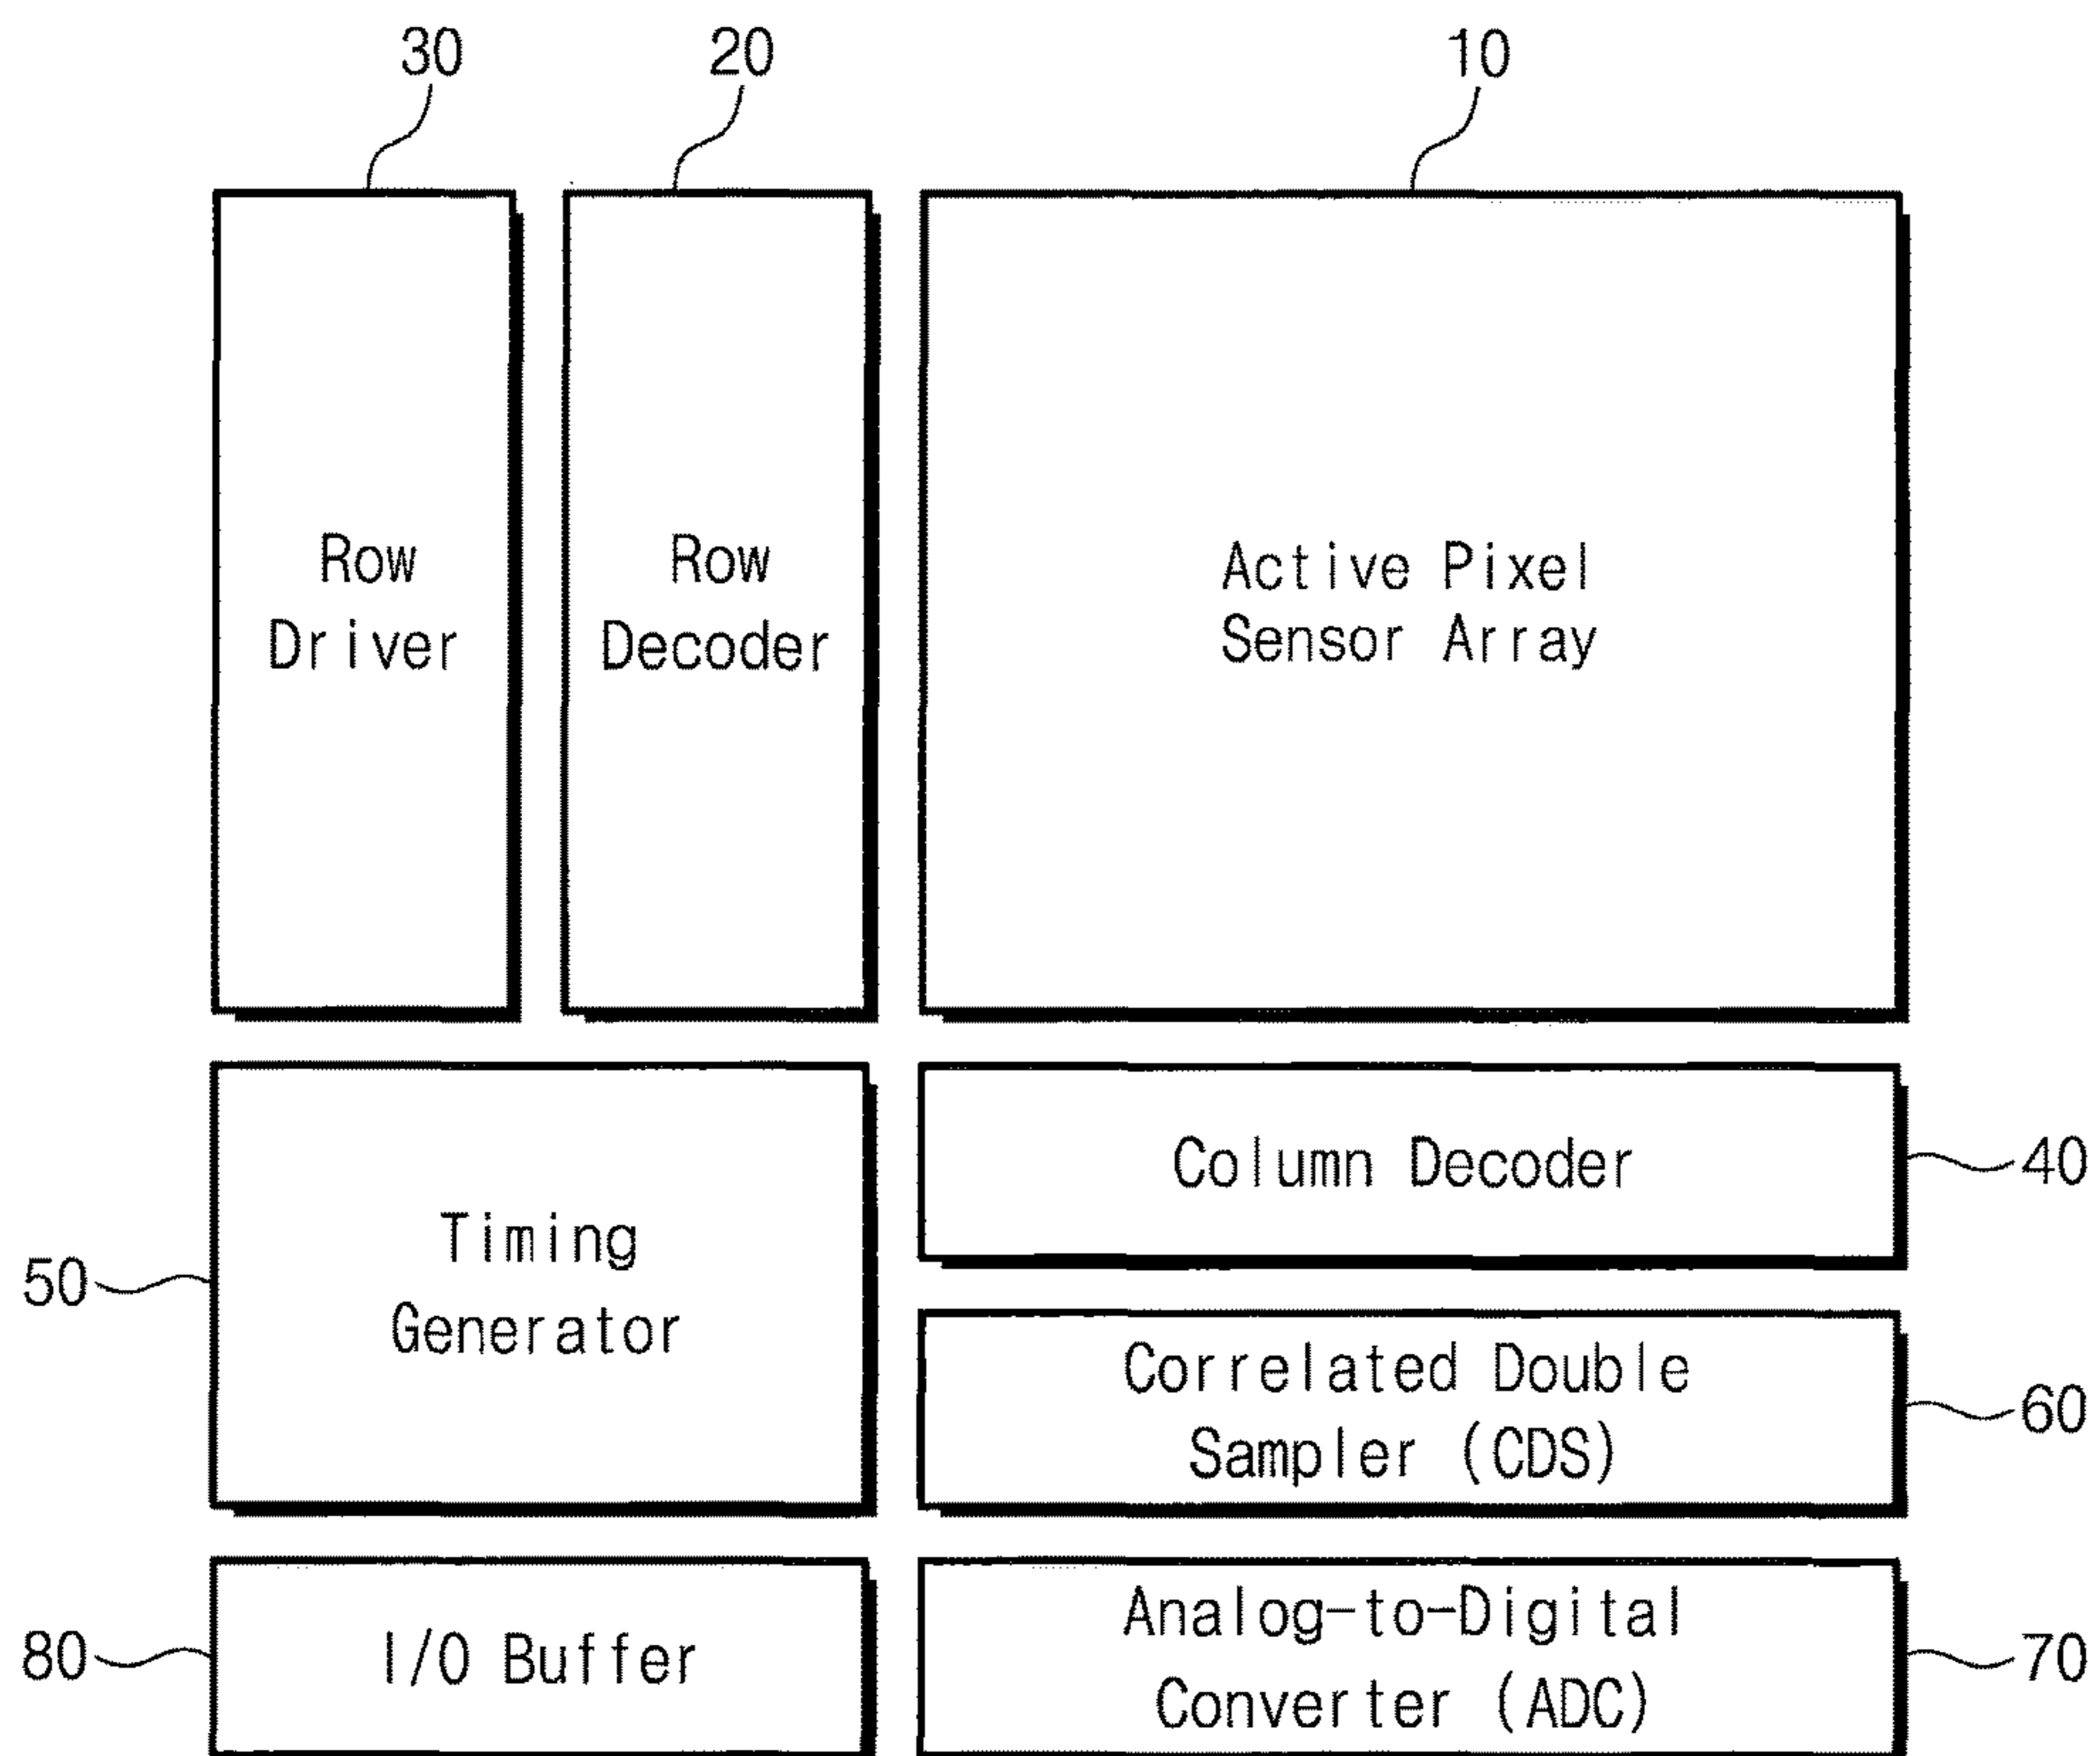 30
20
10
Row
Driver
Row
Decoder
Active Pixel
Sensor Array
Column Decoder
40
50
Timing
Generator
Correlated Double
Sampler (CDS)
60
80
I/O Buffer
Analog-to-Digital
Converter (ADC)
70